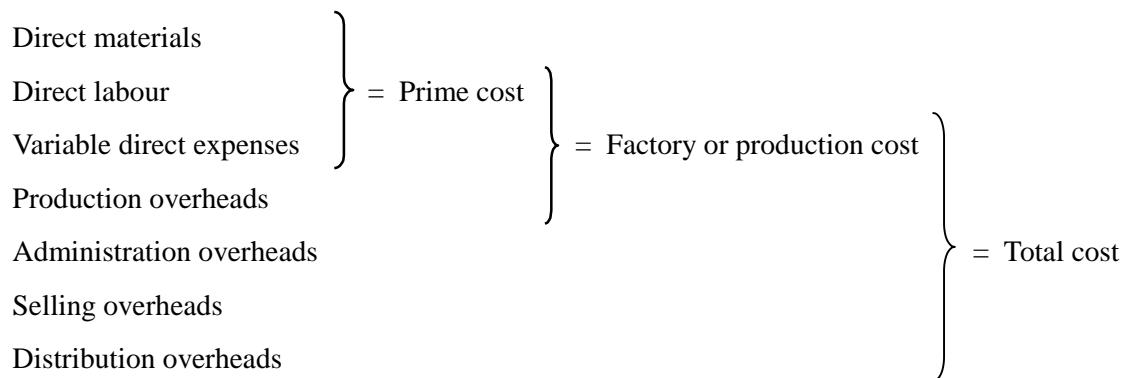 Direct materials
Direct labour = Prime cost
Variable direct expenses = Factory or production cost
Production overheads
Administration overheads = Total cost
Selling overheads
Distribution overheads